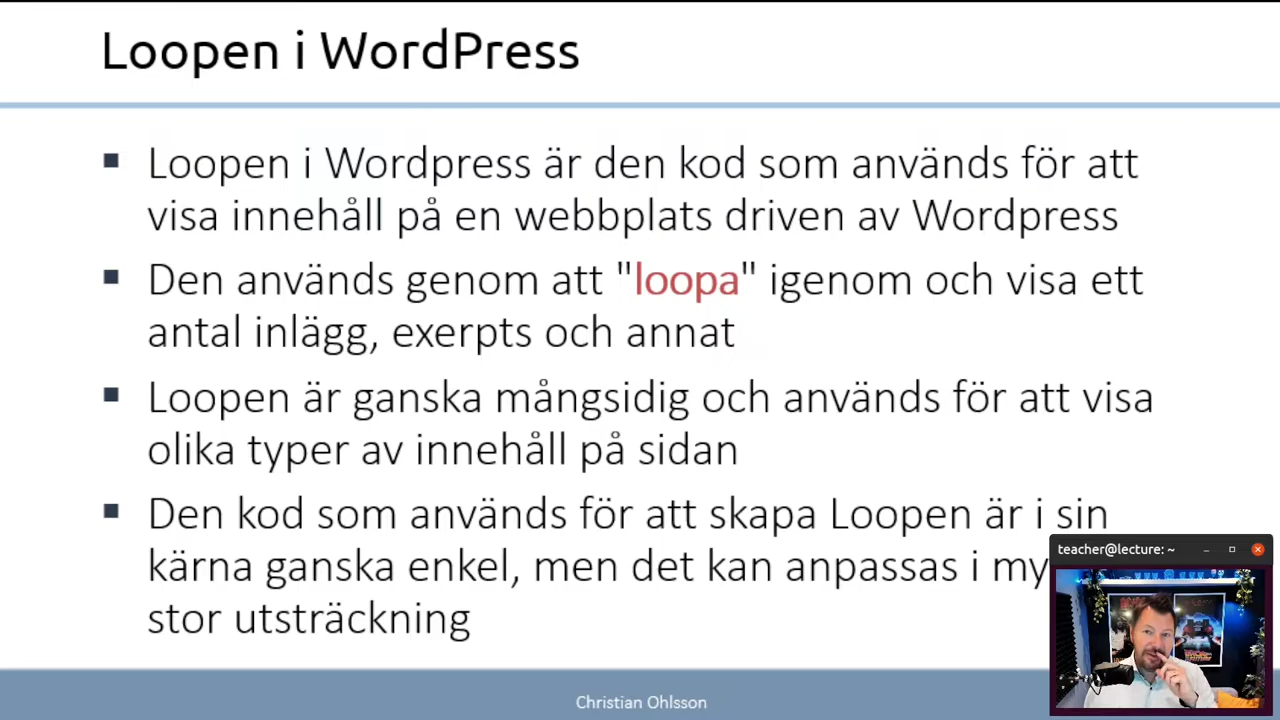 Loopen i WordPress
Loopen i Wordpress är den kod som används för att
visa innehåll på en webbplats driven av Wordpress
Den används genom att "loopa" igenom och visa ett
antal inlägg, exerpts och annat
Loopen är ganska mångsidig och används för att visa
olika typer av innehåll på sidan
Den kod som används för att skapa Loopen är i sin
kärna ganska enkel, men det kan anpassas i
stor utsträckning
teacher@lecture: ~
Christian Ohlsson